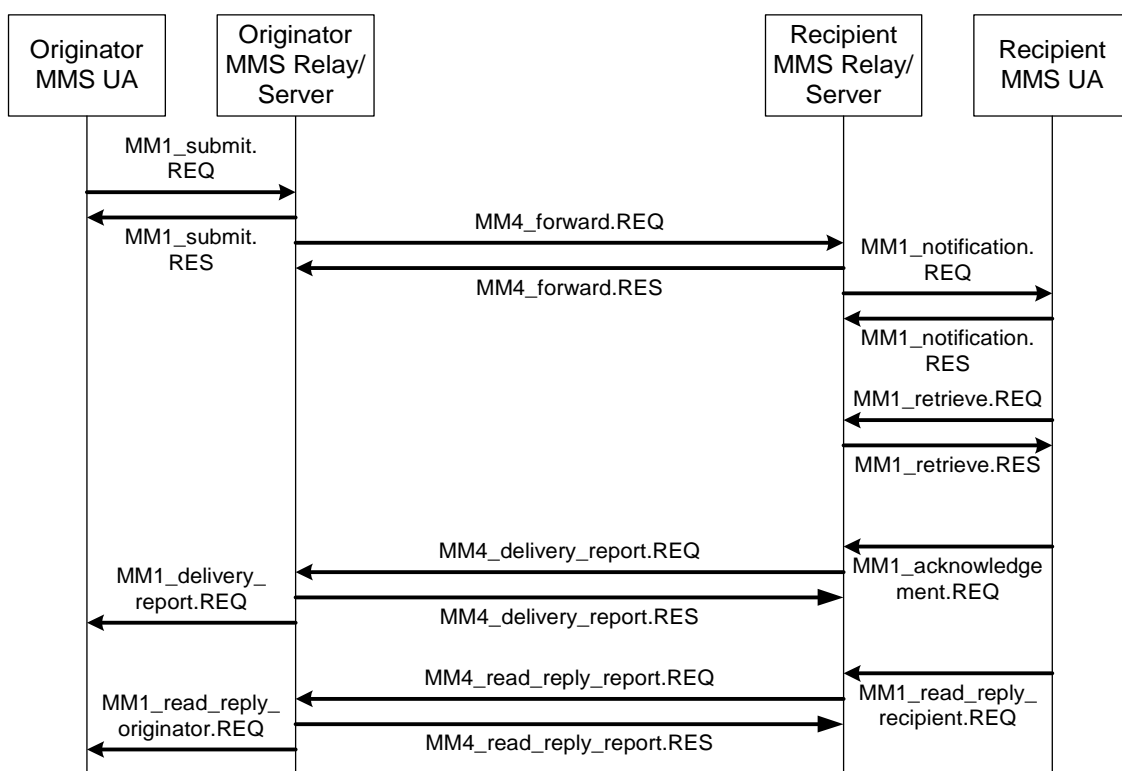 Originator
MMS UA
Originator
MMS Relay/
Server
Recipient
MMS Relay/
Server
Recipient
MMS UA
MM1_submit.
REQ
MM1_submit.
RES
MM4_forward.REQ
MM4_forward.RES
MM1_notification.
REQ
MM1_notification.
RES
MM1_retrieve.REQ
MM1_retrieve.RES
MM4_delivery_report.REQ
MM1_acknowledge
ment.REQ
MM1_delivery_
report.REQ
MM4_delivery_report.RES
MM4_read_reply_report.REQ
MM1_read_reply_
recipient.REQ
MM1_read_reply_
originator.REQ
MM4_read_reply_report.RES